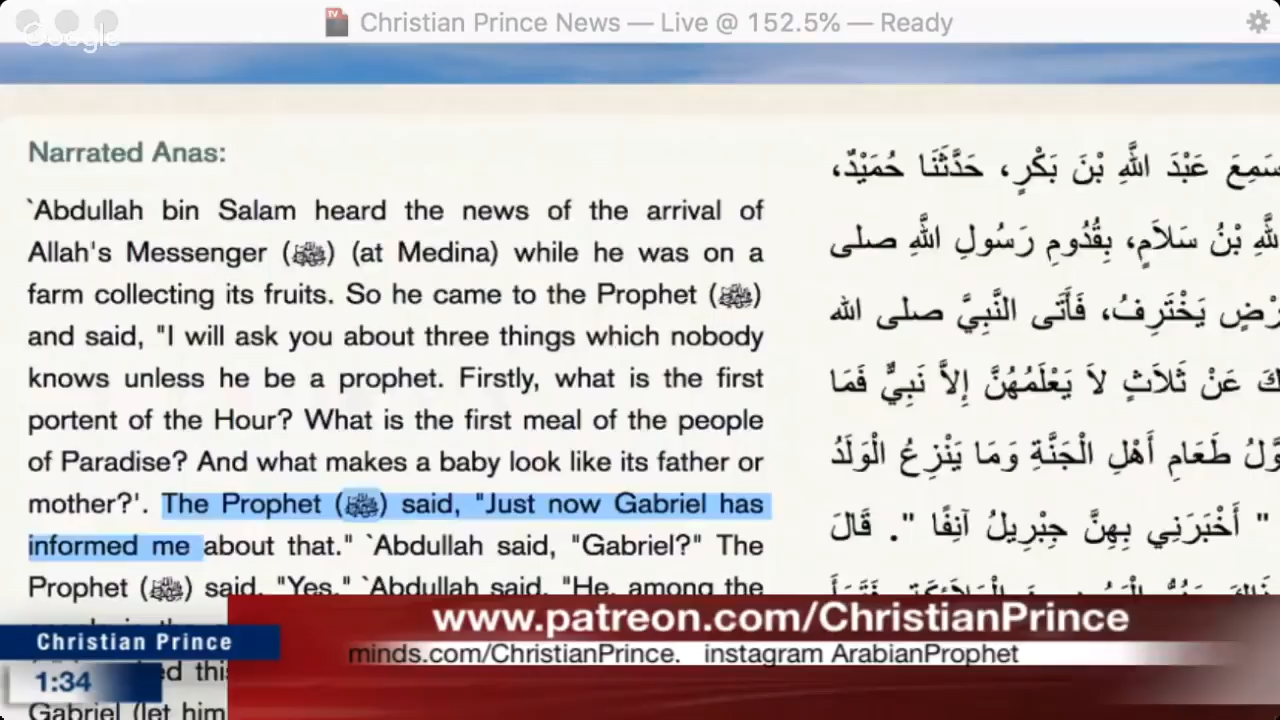 Christian Prince News — Live @ 152.5% — Ready
Google
Narrated Anas:
`Abdullah bin Salam heard the news of the arrival of
Allah's Messenger (ﷺ) (at Medina) while he was on a
farm collecting its fruits. So he came to the Prophet (ﷺ)
and said, "I will ask you about three things which nobody
knows unless he be a prophet. Firstly, what is the first
portent of the Hour? What is the first meal of the people
of Paradise? And what makes a baby look like its father or
mother?'. The Prophet (ﷺ) said, "Just now Gabriel has
informed me about that." `Abdullah said, "Gabriel?" The
Prophet (ﷺ) said, "Yes." `Abdullah said, "He, among the
Gabriel (let him
سَمِعَ عَبْدَ اللَّهِ بْنَ بَكْرٍ، حَدَّثَنَا حُمَيْدٌ،
بْنُ سَلاَمٍ، بِقُدُومِ رَسُولِ اللَّهِ صلى
يَخْتَرِفُ، فَأَتَى النَّبِيَّ صلى الله
عَنْ ثَلاَثٍ لاَ يَعْلَمُهُنَّ إِلاَّ نَبِيٌّ فَمَا
طَعَامِ أَهْلِ الْجَنَّةِ وَمَا يَنْزِعُ الْوَلَدُ
" أَخْبَرَنِي بِهِنَّ جِبْرِيلُ آنِفًا ". قَالَ
www.patreon.com/ChristianPrince
minds.com/ChristianPrince. instagram ArabianProphet
Christian Prince
1:34